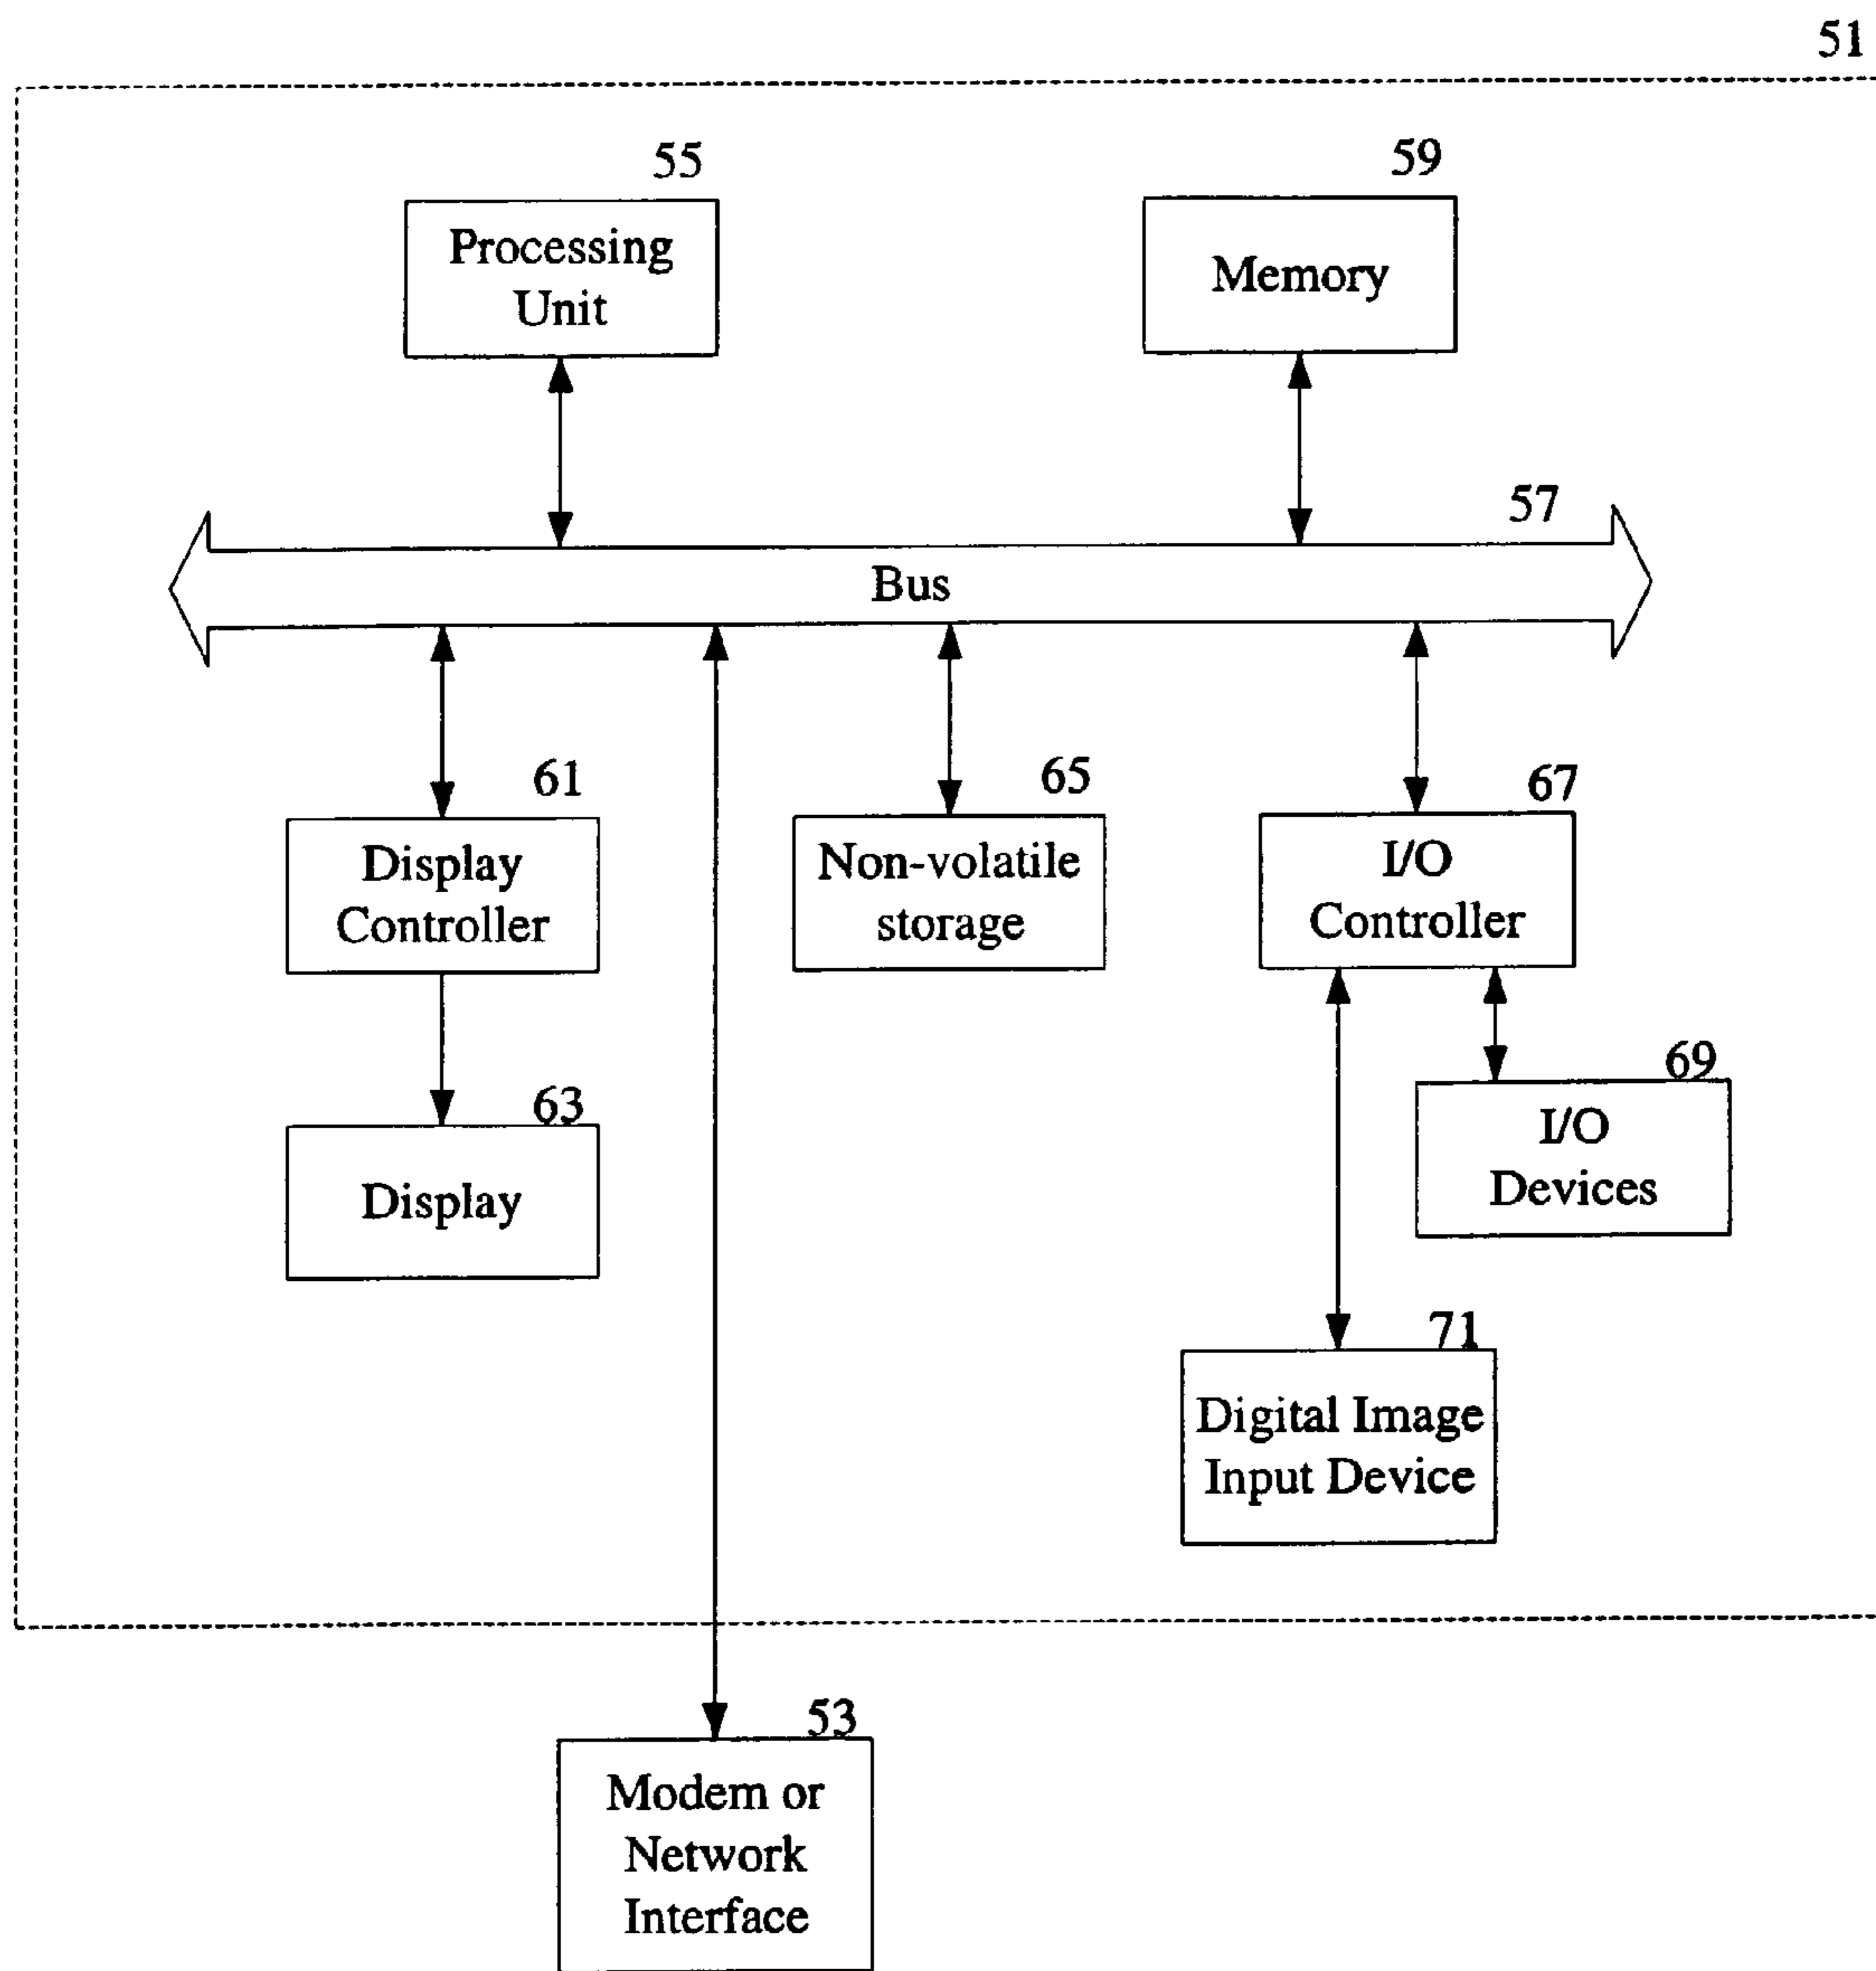 51
55
Processing
Unit
59
Memory
57
Bus
61
Display
Controller
65
Non-volatile
storage
67
I/O
Controller
63
Display
69
I/O
Devices
71
Digital Image
Input Device
53
Modem or
Network
Interface